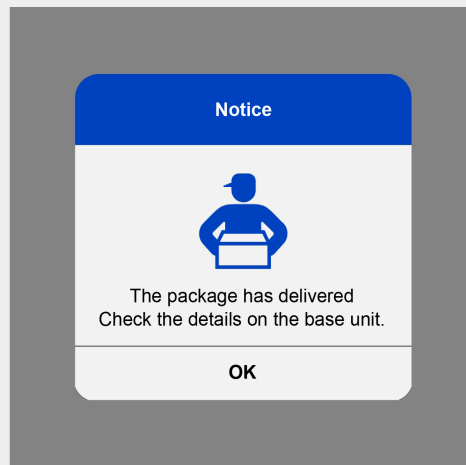 Notice
The package has delivered
Check the details on the base unit.
OK